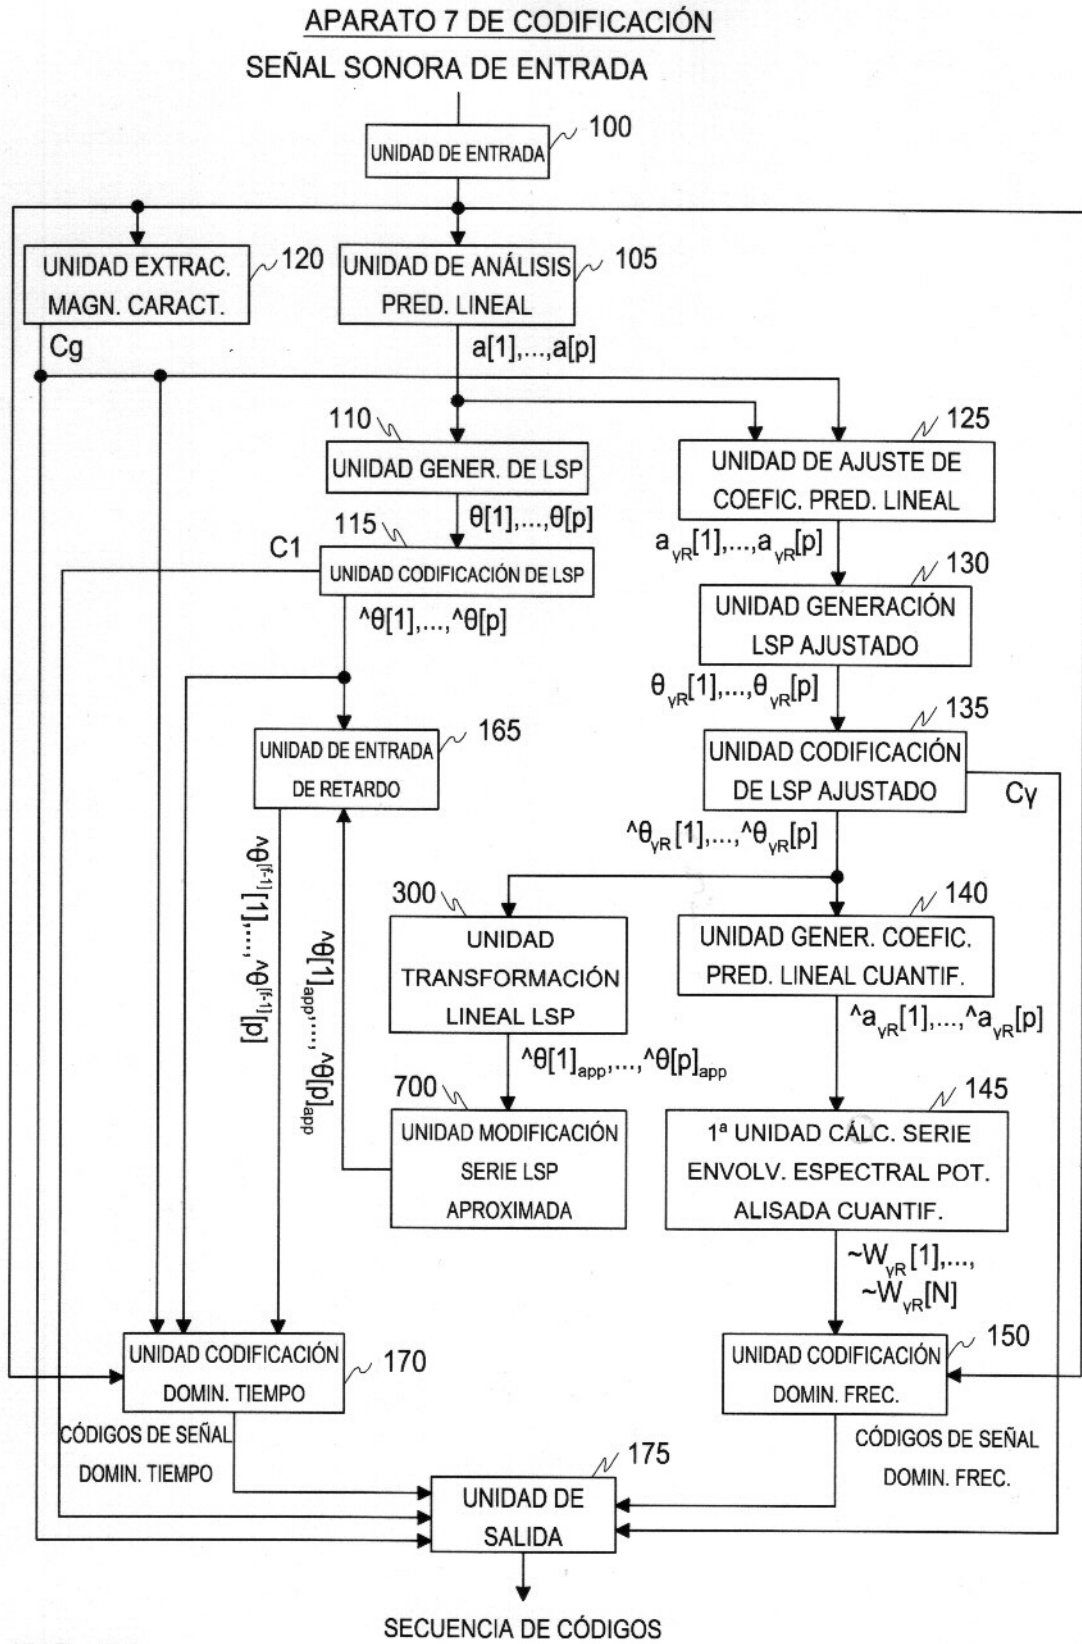 APARATO 7 DE CODIFICACIÓN
SEÑAL SONORA DE ENTRADA
100
UNIDAD DE ENTRADA
UNIDAD EXTRAC.
MAGN. CARACT.
120
UNIDAD DE ANÁLISIS
PRED. LINEAL
105
Cg
a[1],...,a[p]
110
UNIDAD GENER. DE LSP
125
UNIDAD DE AJUSTE DE
COEFIC. PRED. LINEAL
θ[1],...,θ[p]
a_γR[1],...,a_γR[p]
C1
115
UNIDAD CODIFICACIÓN DE LSP
130
UNIDAD GENERACIÓN
LSP AJUSTADO
^θ[1],...,^θ[p]
θ_γR[1],...,θ_γR[p]
UNIDAD DE ENTRADA
DE RETARDO
165
135
UNIDAD CODIFICACIÓN
DE LSP AJUSTADO
Cγ
^θ_γR[1],...,^θ_γR[p]
^θ^[f-1][1],...,^θ^[f-1][p]
^θ[1]_app,...,^θ[p]_app
300
UNIDAD
TRANSFORMACIÓN
LINEAL LSP
140
UNIDAD GENER. COEFIC.
PRED. LINEAL CUANTIF.
^a_γR[1],...,^a_γR[p]
^θ[1]_app,...,^θ[p]_app
700
UNIDAD MODIFICACIÓN
SERIE LSP
APROXIMADA
145
1ª UNIDAD CÁLC. SERIE
ENVOLV. ESPECTRAL POT.
ALISADA CUANTIF.
~W_γR[1],...,
~W_γR[N]
UNIDAD CODIFICACIÓN
DOMIN. TIEMPO
170
150
UNIDAD CODIFICACIÓN
DOMIN. FREC.
CÓDIGOS DE SEÑAL
DOMIN. TIEMPO
CÓDIGOS DE SEÑAL
DOMIN. FREC.
175
UNIDAD DE
SALIDA
SECUENCIA DE CÓDIGOS